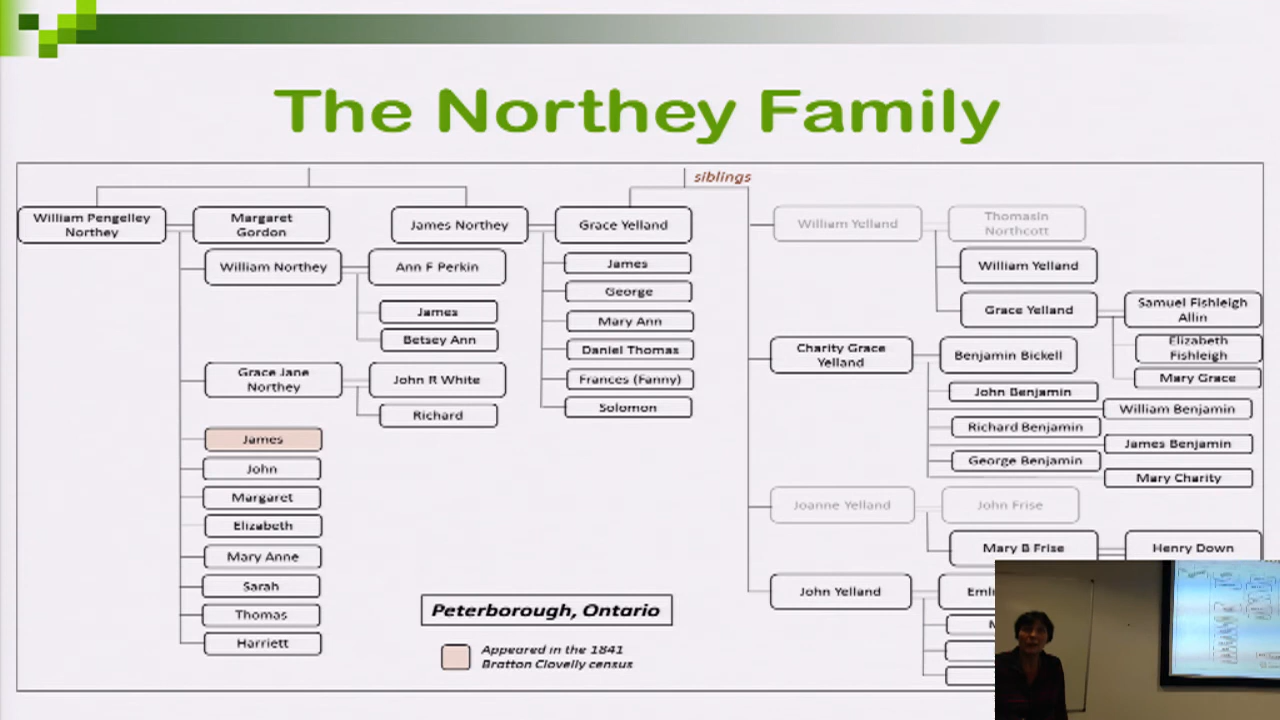 The Northey Family
siblings
William Pengelley
Northey
Margaret
Gordon
James Northey
Grace Yelland
William Yelland
Thomasin
Northcott
William Northey
Ann F Perkin
James
Betsey Ann
Grace Jane
Northey
John R White
Richard
James
John
Margaret
Elizabeth
Mary Anne
Sarah
Thomas
Harriett
James
George
Mary Ann
Daniel Thomas
Frances (Fanny)
Solomon
William Yelland
Grace Yelland
Samuel Fishleigh
Allin
Elizabeth
Fishleigh
Mary Grace
Charity Grace
Yelland
Benjamin Bickell
John Benjamin
William Benjamin
Richard Benjamin
James Benjamin
George Benjamin
Mary Charity
Joanne Yelland
John Frise
Mary B Frise
Henry Down
John Yelland
Peterborough, Ontario
Appeared in the 1841
Bratton Clovelly census